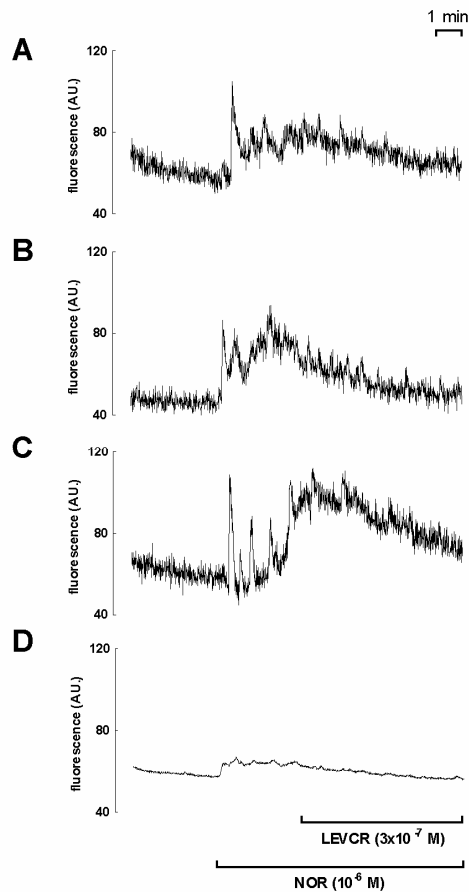 1 min
A
120
80
40
fluorescence (AU.)
B
120
80
40
fluorescence (AU.)
C
120
80
40
fluorescence (AU.)
D
120
80
40
fluorescence (AU.)
LEVCR (3x10⁻⁷ M)
NOR (10⁻⁶ M)